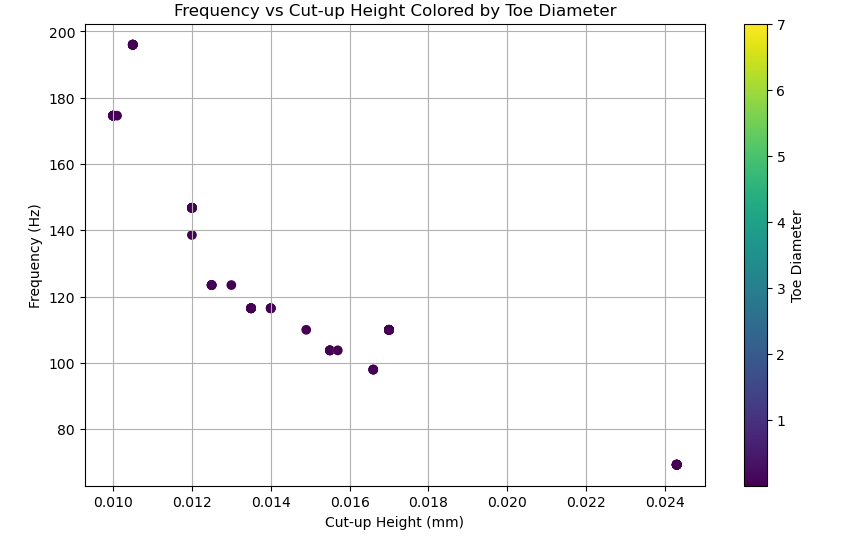 Frequency vs Cut-up Height Colored by Toe Diameter
200
180
160
140
120
100
80
Frequency (Hz)
0.010 0.012 0.014 0.016 0.018 0.020 0.022 0.024
Cut-up Height (mm)
7
6
5
4
3
2
1
Toe Diameter